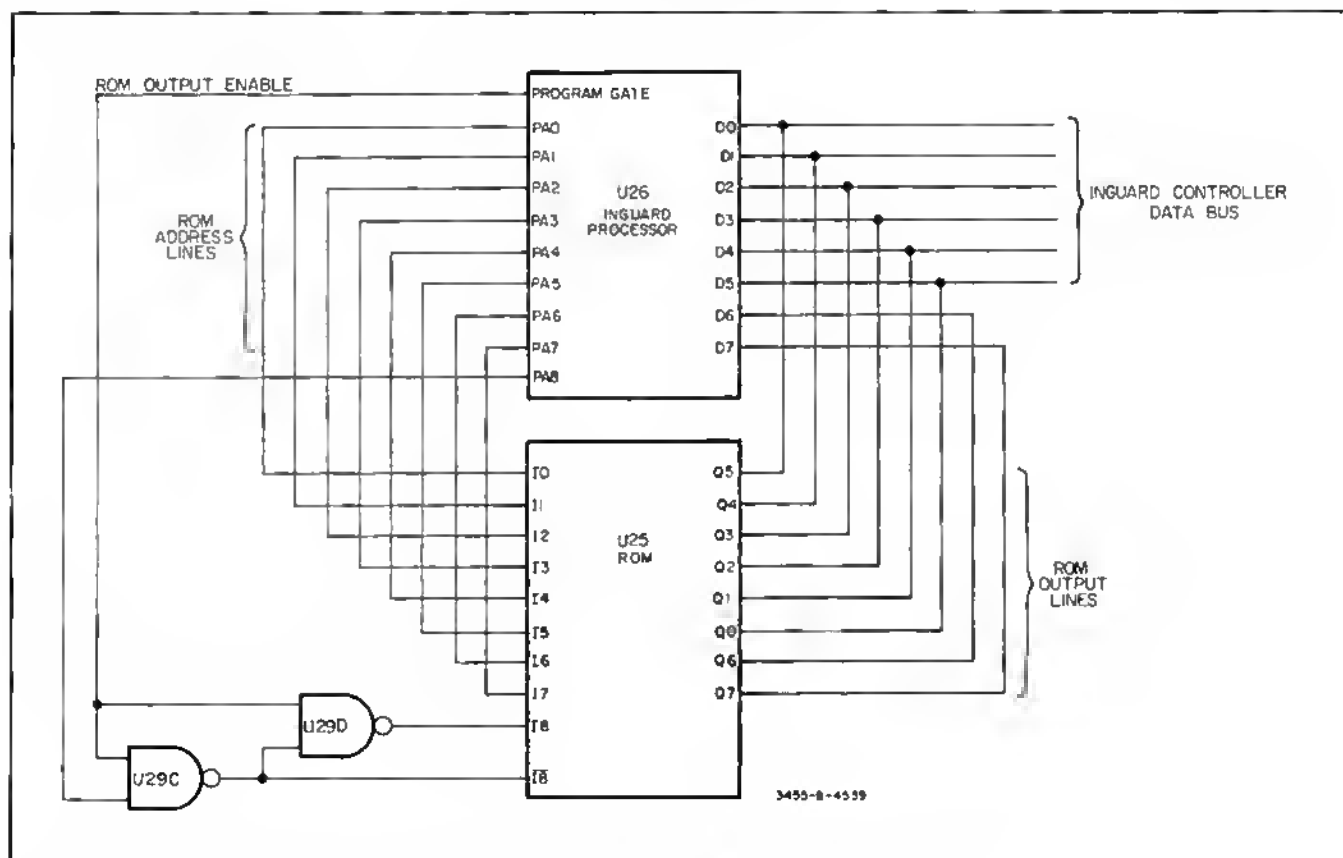 ROM OUTPUT ENABLE
PROGRAM GATE
PA0
PA1
PA2
PA3
PA4
PA5
PA6
PA7
PA8
ROM
ADDRESS
LINES
U26
INGUARD
PROCESSOR
D0
D1
D2
D3
D4
D5
D6
D7
INGUARD CONTROLLER
DATA BUS
I0
I1
I2
I3
I4
I5
I6
I7
I8
I8
U25
ROM
Q5
Q4
Q3
Q2
Q1
Q0
Q6
Q7
ROM
OUTPUT
LINES
U29D
U29C
3455-B-4559